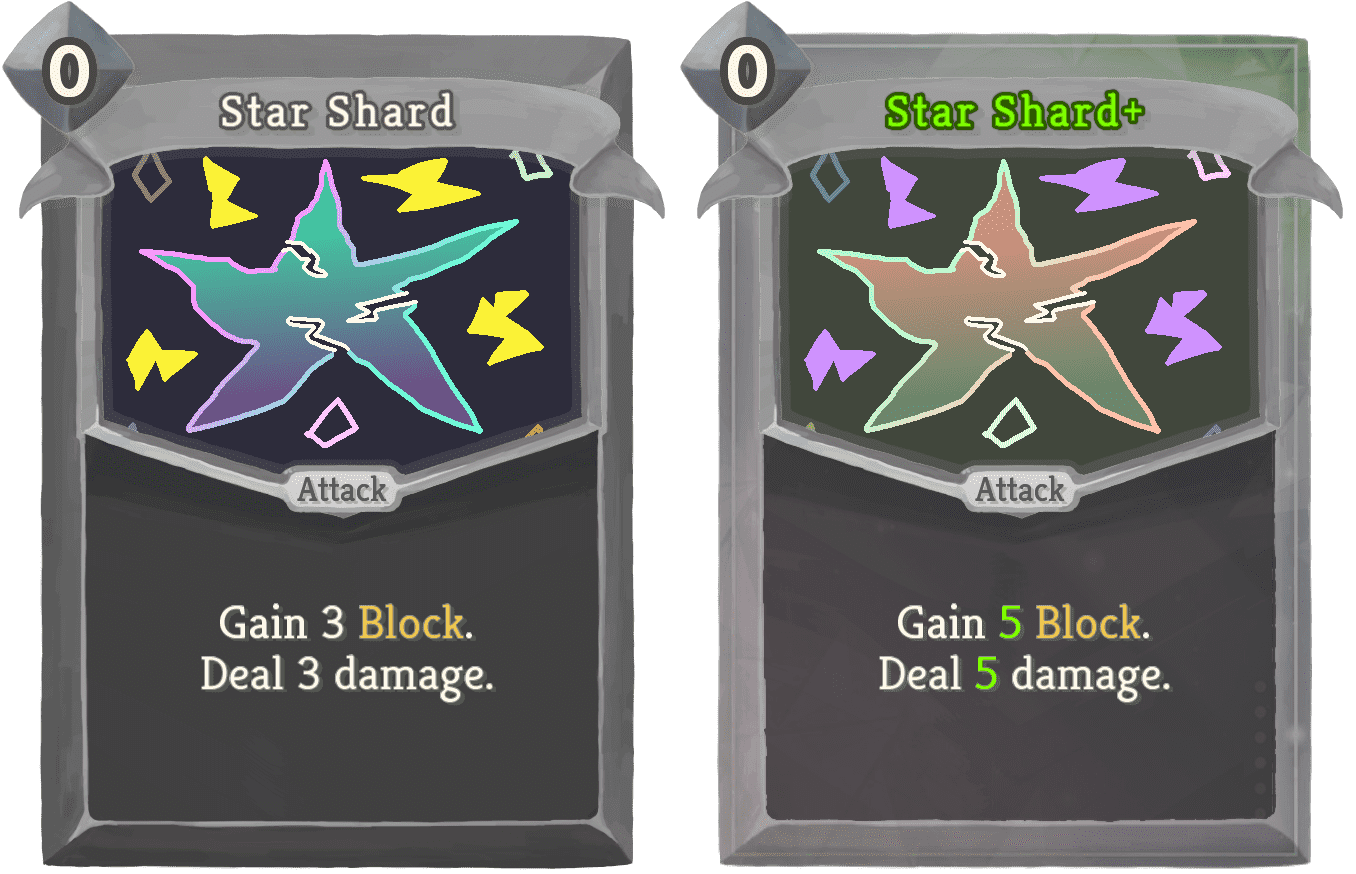 0
Star Shard
Attack
Gain 3 Block.
Deal 3 damage.
0
Star Shard+
Attack
Gain 5 Block.
Deal 5 damage.